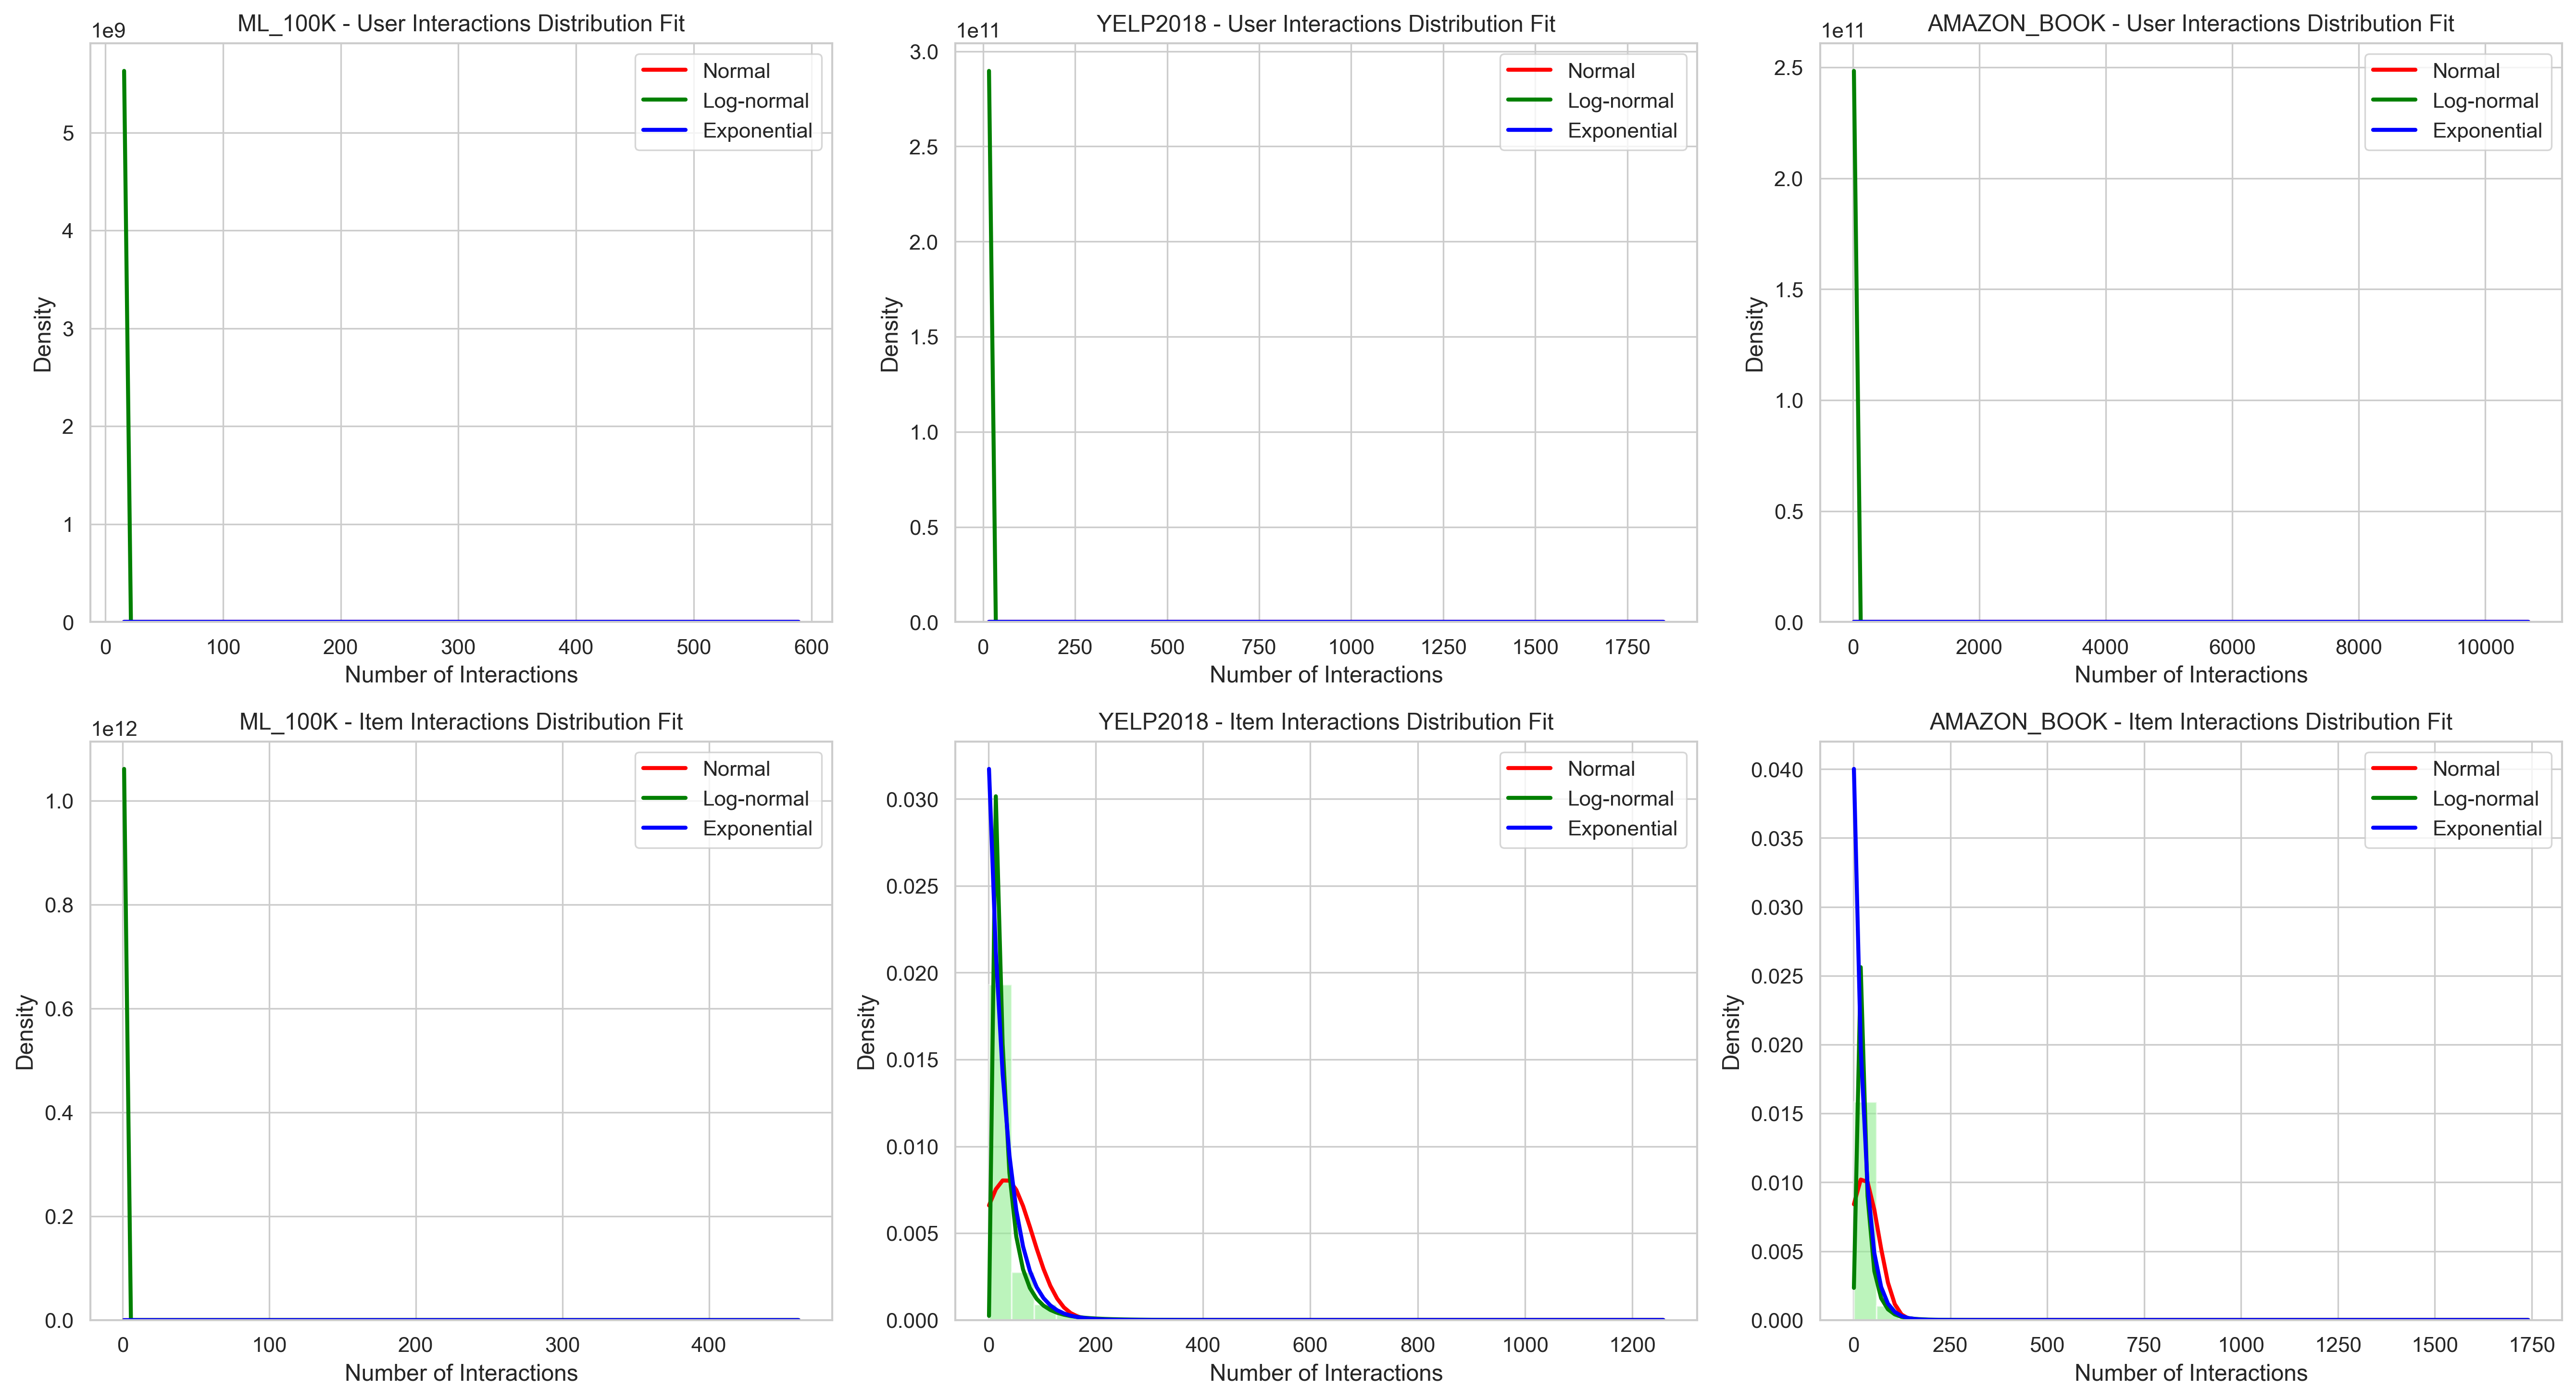 ML_100K - User Interactions Distribution Fit
1e9
Normal
Log-normal
Exponential
5
4
3
2
1
0
Density
0 100 200 300 400 500 600
Number of Interactions
YELP2018 - User Interactions Distribution Fit
1e11
Normal
Log-normal
Exponential
3.0
2.5
2.0
1.5
1.0
0.5
0.0
Density
0 250 500 750 1000 1250 1500 1750
Number of Interactions
AMAZON_BOOK - User Interactions Distribution Fit
1e11
Normal
Log-normal
Exponential
2.5
2.0
1.5
1.0
0.5
0.0
Density
0 2000 4000 6000 8000 10000
Number of Interactions
ML_100K - Item Interactions Distribution Fit
1e12
Normal
Log-normal
Exponential
1.0
0.8
0.6
0.4
0.2
0.0
Density
0 100 200 300 400
Number of Interactions
YELP2018 - Item Interactions Distribution Fit
Normal
Log-normal
Exponential
0.030
0.025
0.020
0.015
0.010
0.005
0.000
Density
0 200 400 600 800 1000 1200
Number of Interactions
AMAZON_BOOK - Item Interactions Distribution Fit
Normal
Log-normal
Exponential
0.040
0.035
0.030
0.025
0.020
0.015
0.010
0.005
0.000
Density
0 250 500 750 1000 1250 1500 1750
Number of Interactions